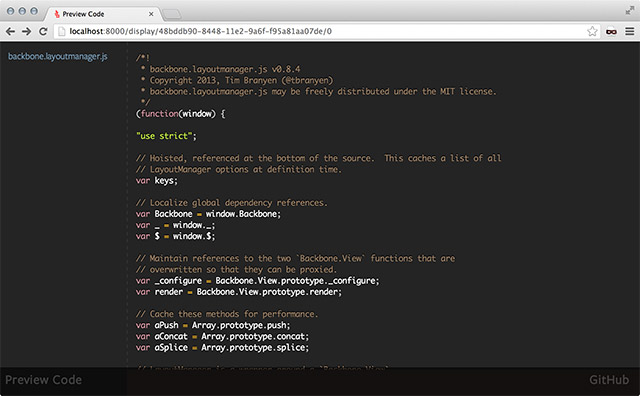 Preview Code
localhost:8000/display/48bddb90-8448-11e2-9a6f-f95a81aa07de/0
backbone.layoutmanager.js
/*!
* backbone.layoutmanager.js v0.8.4
* Copyright 2013, Tim Branyen (@tbranyen)
* backbone.layoutmanager.js may be freely distributed under the MIT license.
*/
(function(window) {
"use strict";
// Hoisted, referenced at the bottom of the source.  This caches a list of all
// LayoutManager options at definition time.
var keys;
// Localize global dependency references.
var Backbone = window.Backbone;
var _ = window._;
var $ = window.$;
// Maintain references to the two `Backbone.View` functions that are
// overwritten so that they can be proxied.
var _configure = Backbone.View.prototype._configure;
var render = Backbone.View.prototype.render;
// Cache these methods for performance.
var aPush = Array.prototype.push;
var aConcat = Array.prototype.concat;
var aSplice = Array.prototype.splice;
// LayoutManager is a wrapper around a `Backbone.View`.
Preview Code
GitHub